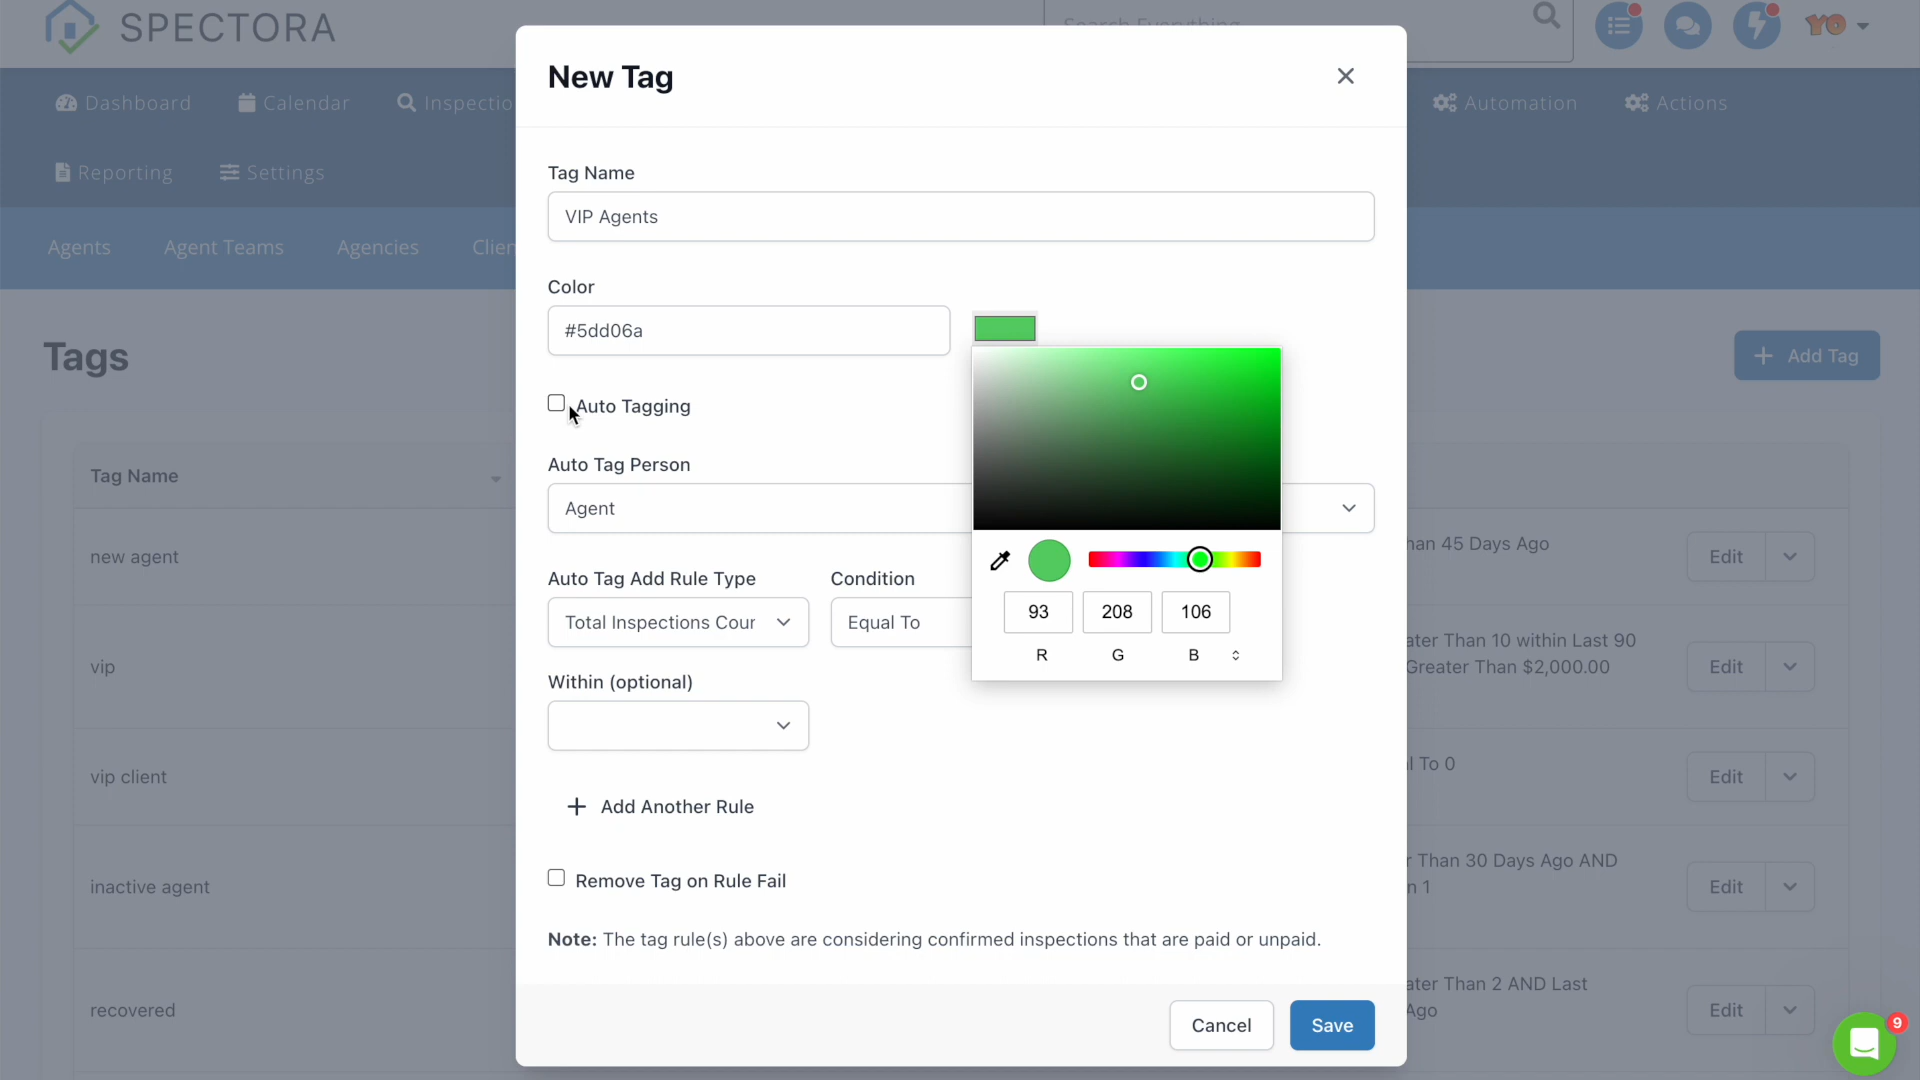 SPECTORA
Search Everything
YO
Dashboard
Calendar
Inspectio
Automation
Actions
Reporting
Settings
Agents
Agent Teams
Agencies
Clien
Tags
+ Add Tag
Tag Name
new agent
han 45 Days Ago
Edit
vip
ater Than 10 within Last 90
Greater Than $2,000.00
Edit
vip client
l To 0
Edit
inactive agent
r Than 30 Days Ago AND
n 1
Edit
recovered
ater Than 2 AND Last
Ago
Edit
New Tag
Tag Name
VIP Agents
Color
#5dd06a
Auto Tagging
Auto Tag Person
Agent
Auto Tag Add Rule Type
Condition
Total Inspections Cour
Equal To
93
208
106
R
G
B
Within (optional)
+ Add Another Rule
Remove Tag on Rule Fail
Note: The tag rule(s) above are considering confirmed inspections that are paid or unpaid.
Cancel
Save
9